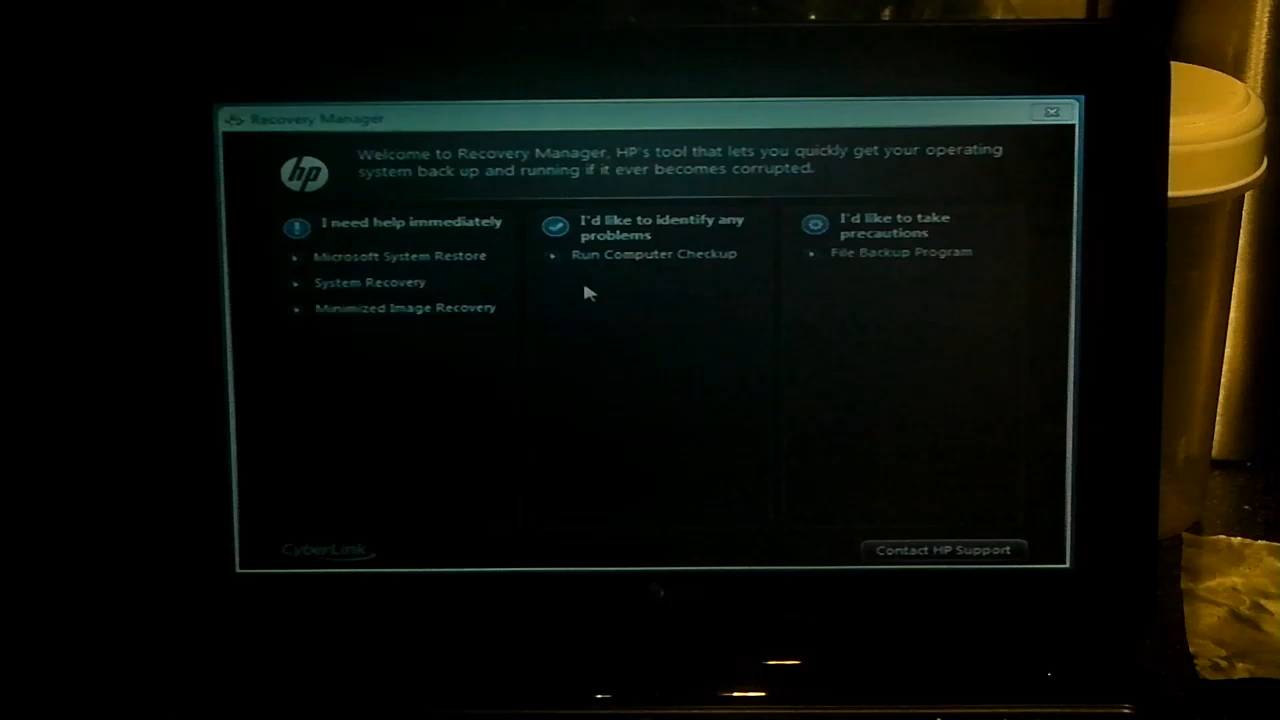 Recovery Manager
hp
Welcome to Recovery Manager, HP's tool that lets you quickly get your operating
system back up and running if it ever becomes corrupted.
I need help immediately
Microsoft System Restore
System Recovery
Minimized Image Recovery
I'd like to identify any
problems
Run Computer Checkup
I'd like to take
precautions
File Backup Program
CyberLink
Contact HP Support